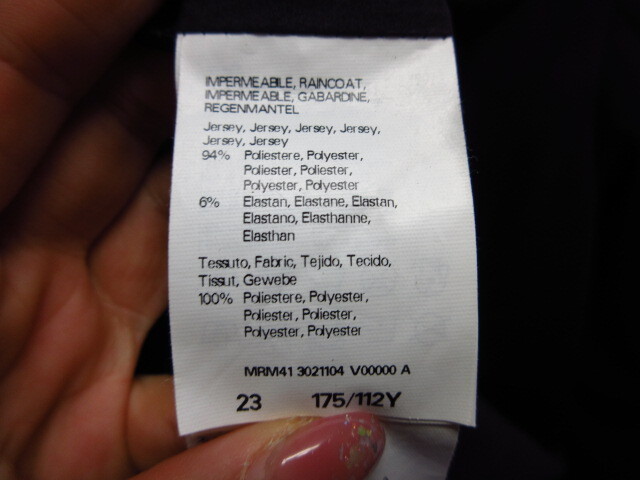 IMPERMEABILE, RAINCOAT,
IMPERMEABLE, GABARDINE,
REGENMANTEL
Jersey, Jersey, Jersey, Jersey,
Jersey, Jersey
94% Poliestere, Polyester,
Poliester, Poliester,
Polyester, Polyester
6% Elastan, Elastane, Elastan,
Elastano, Elasthanne,
Elasthan
Tessuto, Fabric, Tejido, Tecido,
Tissut, Gewebe
100% Poliestere, Polyester,
Poliester, Poliester,
Polyester, Polyester
MRM41 3021104 V00000 A
23 175/112Y